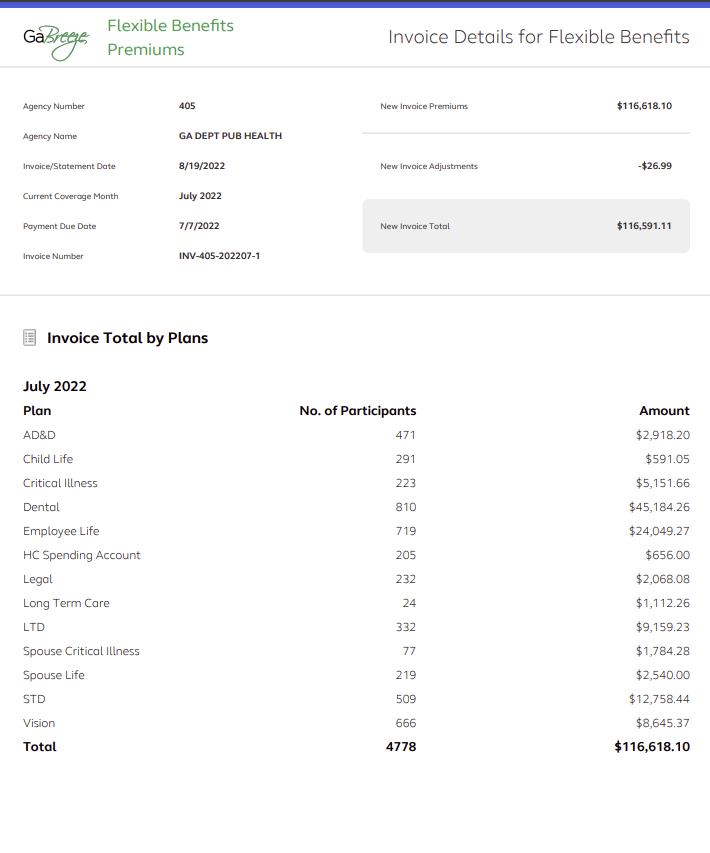 GaBreeze
Flexible Benefits
Premiums
Invoice Details for Flexible Benefits
Agency Number 405
Agency Name GA DEPT PUB HEALTH
Invoice/Statement Date 8/19/2022
Current Coverage Month July 2022
Payment Due Date 7/7/2022
Invoice Number INV-405-202207-1
New Invoice Premiums $116,618.10
New Invoice Adjustments -$26.99
New Invoice Total $116,591.11
Invoice Total by Plans
July 2022
Plan No. of Participants Amount
AD&D 471 $2,918.20
Child Life 291 $591.05
Critical Illness 223 $5,151.66
Dental 810 $45,184.26
Employee Life 719 $24,049.27
HC Spending Account 205 $656.00
Legal 232 $2,068.08
Long Term Care 24 $1,112.26
LTD 332 $9,159.23
Spouse Critical Illness 77 $1,784.28
Spouse Life 219 $2,540.00
STD 509 $12,758.44
Vision 666 $8,645.37
Total 4778 $116,618.10